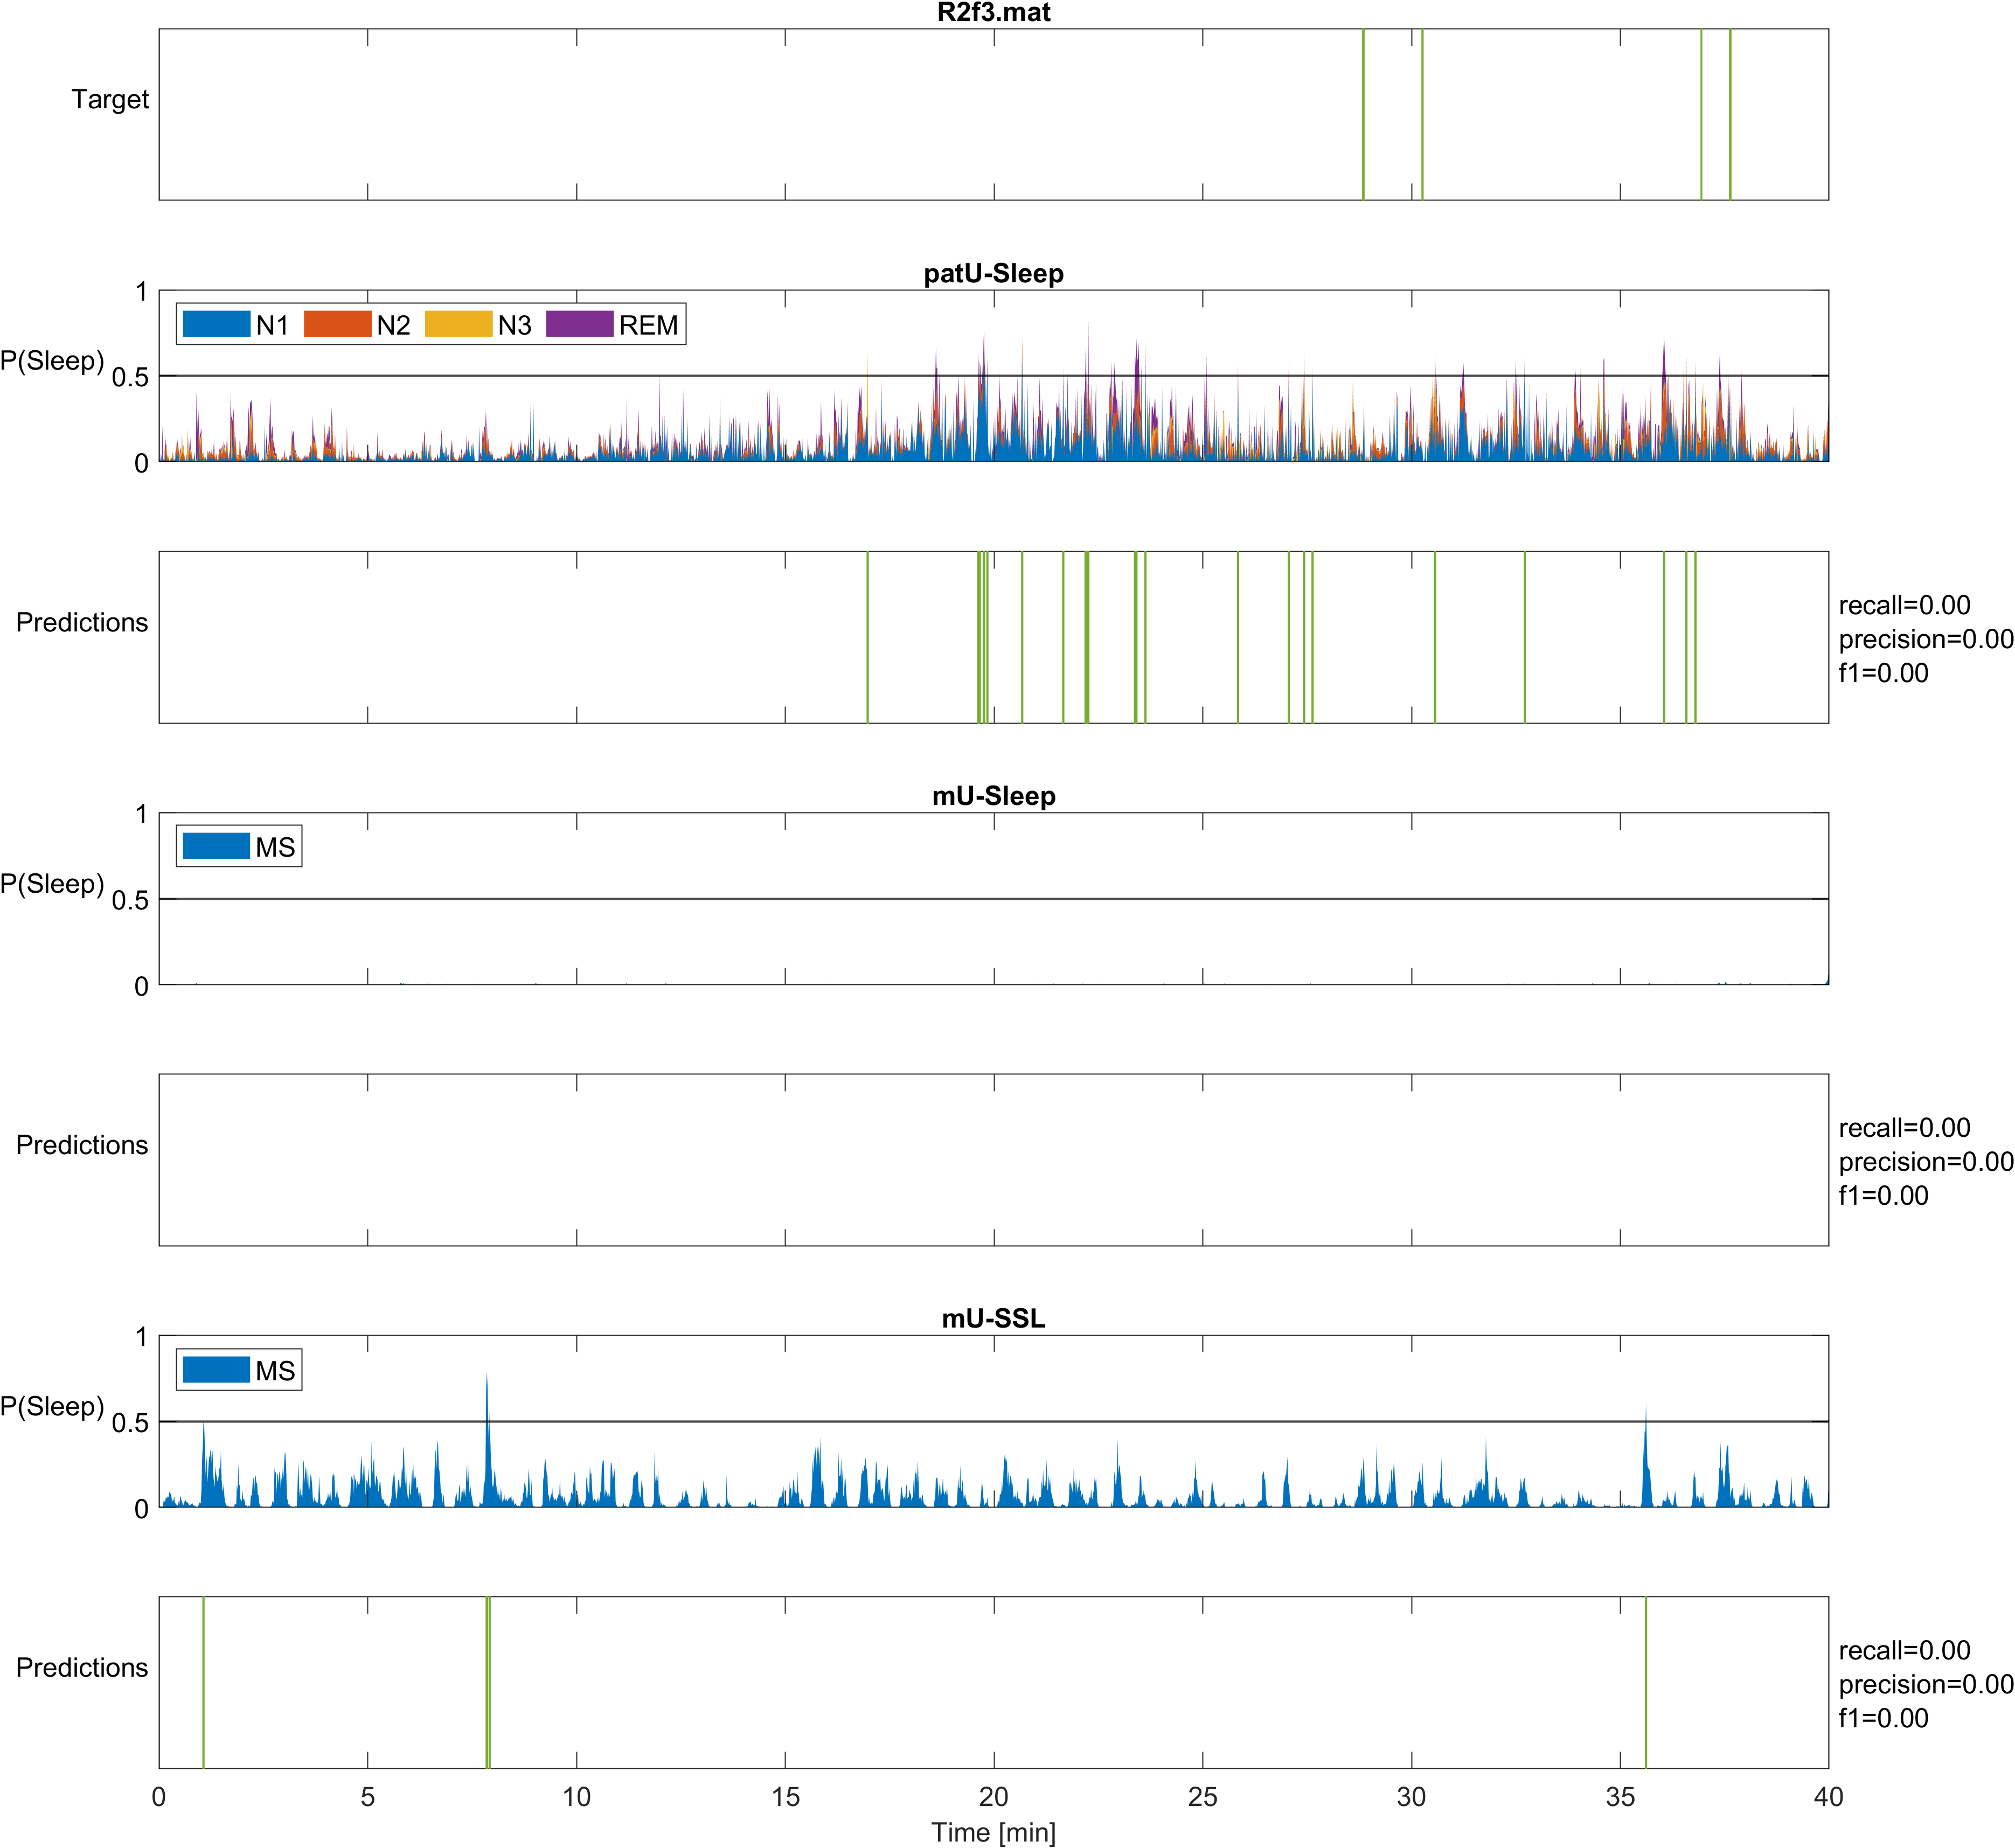 R2f3.mat
Target
patU-Sleep
1
N1 N2 N3 REM
P(Sleep)
0.5
0
Predictions
recall=0.00
precision=0.00
f1=0.00
mU-Sleep
1
MS
P(Sleep)
0.5
0
Predictions
recall=0.00
precision=0.00
f1=0.00
mU-SSL
1
MS
P(Sleep)
0.5
0
Predictions
recall=0.00
precision=0.00
f1=0.00
0 5 10 15 20 25 30 35 40
Time [min]